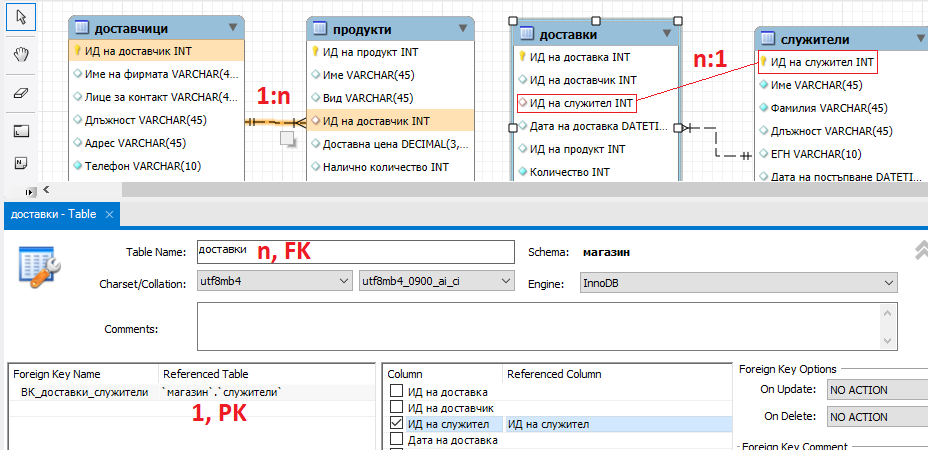 доставчици
ИД на доставчик INT
Име на фирмата VARCHAR(4...
Лице за контакт VARCHAR(4...
Длъжност VARCHAR(45)
Адрес VARCHAR(45)
Телефон VARCHAR(10)
1:n
продукти
ИД на продукт INT
Име VARCHAR(45)
Вид VARCHAR(45)
ИД на доставчик INT
Доставна цена DECIMAL(3,...
Налично количество INT
доставки
ИД на доставка INT
ИД на доставчик INT
ИД на служител INT
Дата на доставка DATETI...
ИД на продукт INT
Количество INT
n:1
служители
ИД на служител INT
Име VARCHAR(45)
Фамилия VARCHAR(45)
Длъжност VARCHAR(45)
ЕГН VARCHAR(10)
Дата на постъпване DATETI...
доставки - Table
Table Name: доставки n, FK Schema: магазин
Charset/Collation: utf8mb4 utf8mb4_0900_ai_ci Engine: InnoDB
Comments:
Foreign Key Name Referenced Table
ВК_доставки_служители `магазин`.`служители`
1, PK
Column Referenced Column
ИД на доставка
ИД на доставчик
ИД на служител ИД на служител
Дата на доставка
Foreign Key Options
On Update: NO ACTION
On Delete: NO ACTION
Foreign Key Comment